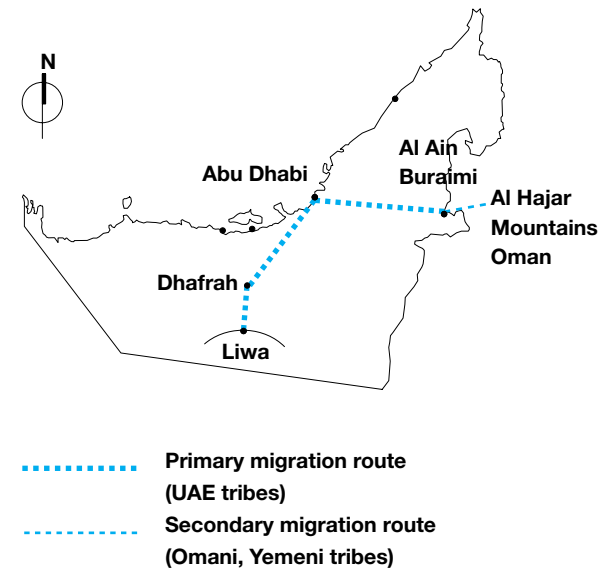 N
Al Ain
Buraimi
Abu Dhabi
Al Hajar
Mountains
Oman
Dhafrah
Liwa
Primary migration route
(UAE tribes)
Secondary migration route
(Omani, Yemeni tribes)